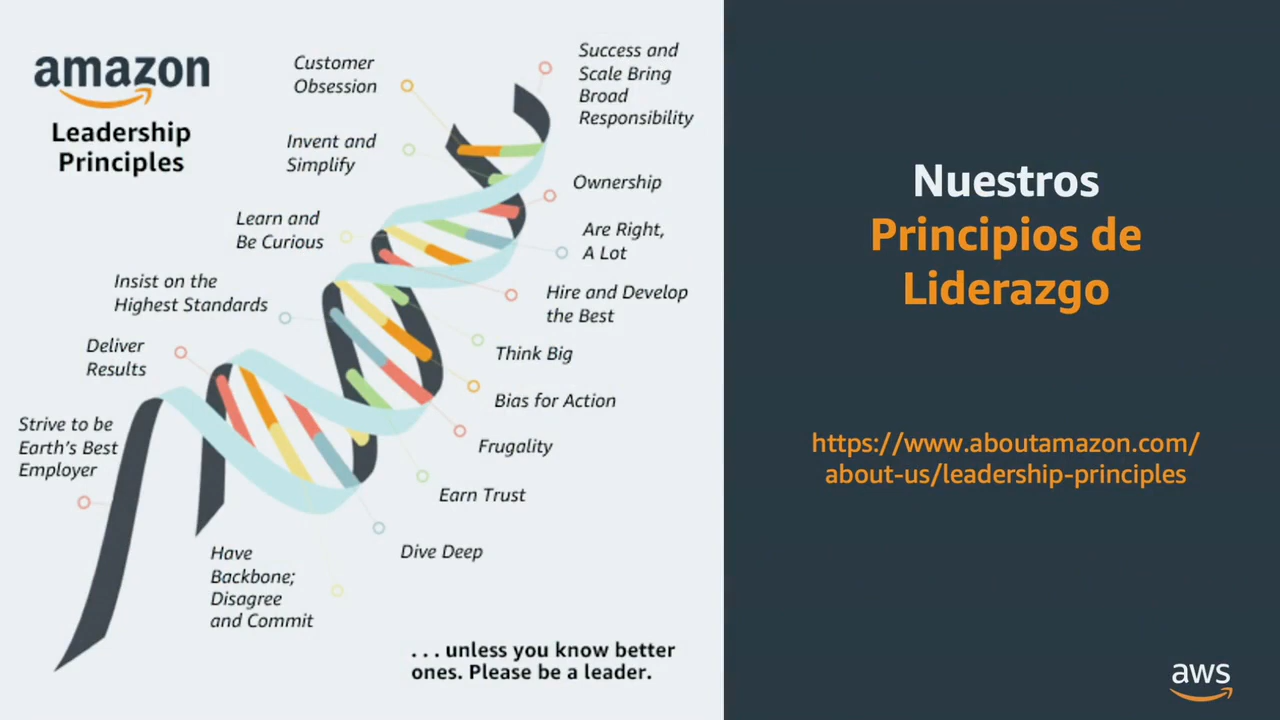 amazon
Leadership
Principles
Customer
Obsession
Success and
Scale Bring
Broad
Responsibility
Invent and
Simplify
Ownership
Learn and
Be Curious
Are Right,
A Lot
Insist on the
Highest Standards
Hire and Develop
the Best
Deliver
Results
Think Big
Bias for Action
Strive to be
Earth's Best
Employer
Frugality
Earn Trust
Have
Backbone;
Disagree
and Commit
Dive Deep
. . . unless you know better
ones. Please be a leader.
Nuestros
Principios de
Liderazgo
https://www.aboutamazon.com/
about-us/leadership-principles
aws